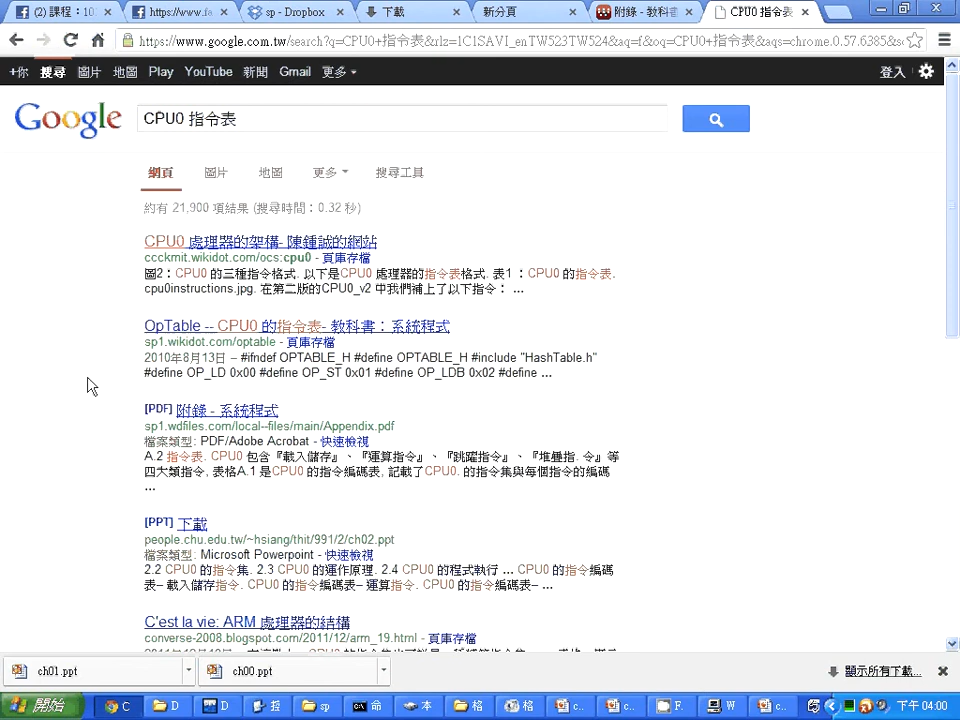 (2) 課程：10
https://www.fa
sp - Dropbox
下載
新分頁
附錄 - 教科書
CPU0 指令表
https://www.google.com.tw/search?q=CPU0+指令表&rlz=1C1SAVI_enTW523TW524&aq=f&oq=CPU0+指令表&aqs=chrome.0.57.6385&s
+你 搜尋 圖片 地圖 Play YouTube 新聞 Gmail 更多
登入
Google
CPU0 指令表
網頁 圖片 地圖 更多 搜尋工具
約有 21,900 項結果 (搜尋時間：0.32 秒)
CPU0 處理器的架構- 陳鍾誠的網站
ccckmit.wikidot.com/ocs:cpu0 - 頁庫存檔
圖2：CPU0 的三種指令格式. 以下是CPU0 處理器的指令表格式. 表1 ：CPU0 的指令表.
cpu0instructions.jpg. 在第二版的CPU0_v2 中我們補上了以下指令： ...
OpTable -- CPU0 的指令表- 教科書：系統程式
sp1.wikidot.com/optable - 頁庫存檔
2010年8月13日 – #ifndef OPTABLE_H #define OPTABLE_H #include "HashTable.h"
#define OP_LD 0x00 #define OP_ST 0x01 #define OP_LDB 0x02 #define ...
[PDF] 附錄 - 系統程式
sp1.wdfiles.com/local--files/main/Appendix.pdf
檔案類型: PDF/Adobe Acrobat - 快速檢視
A.2 指令表. CPU0 包含『載入儲存』、『運算指令』、『跳躍指令』、『堆疊指. 令』等
四大類指令, 表格A.1 是CPU0 的指令編碼表, 記載了CPU0. 的指令集與每個指令的編碼
...
[PPT] 下載
people.chu.edu.tw/~hsiang/thit/991/2/ch02.ppt
檔案類型: Microsoft Powerpoint - 快速檢視
2.2 CPU0 的指令集. 2.3 CPU0 的運作原理. 2.4 CPU0 的程式執行 ... CPU0 的指令編碼
表– 載入儲存指令. CPU0 的指令編碼表– 運算指令. CPU0 的指令編碼表– ...
C'est la vie: ARM 處理器的結構
converse-2008.blogspot.com/2011/12/arm_19.html - 頁庫存檔
ch01.ppt
ch00.ppt
顯示所有下載...
開始
C
D
D
授
sp
命
本
格
格
c..
c..
F.
W
c..
下午 04:00